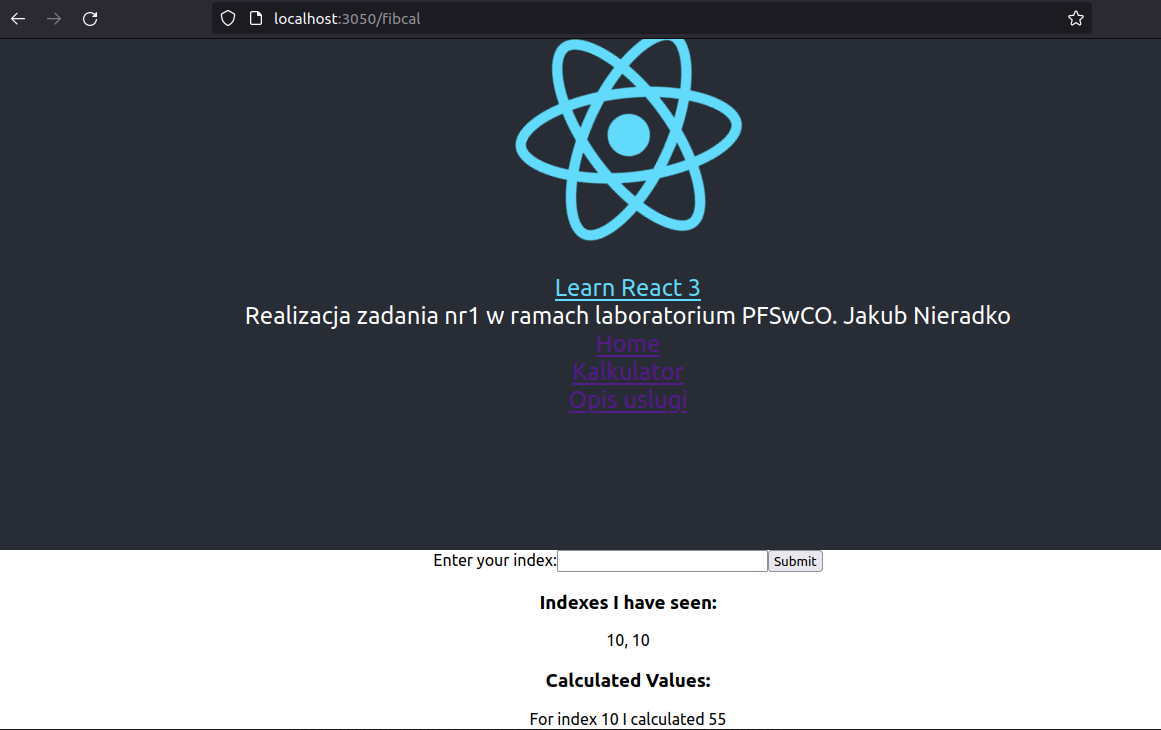 localhost:3050/fibcal
Learn React 3
Realizacja zadania nr1 w ramach laboratorium PFSwCO. Jakub Nieradko
Home
Kalkulator
Opis uslugi
Enter your index: Submit
Indexes I have seen:
10, 10
Calculated Values:
For index 10 I calculated 55